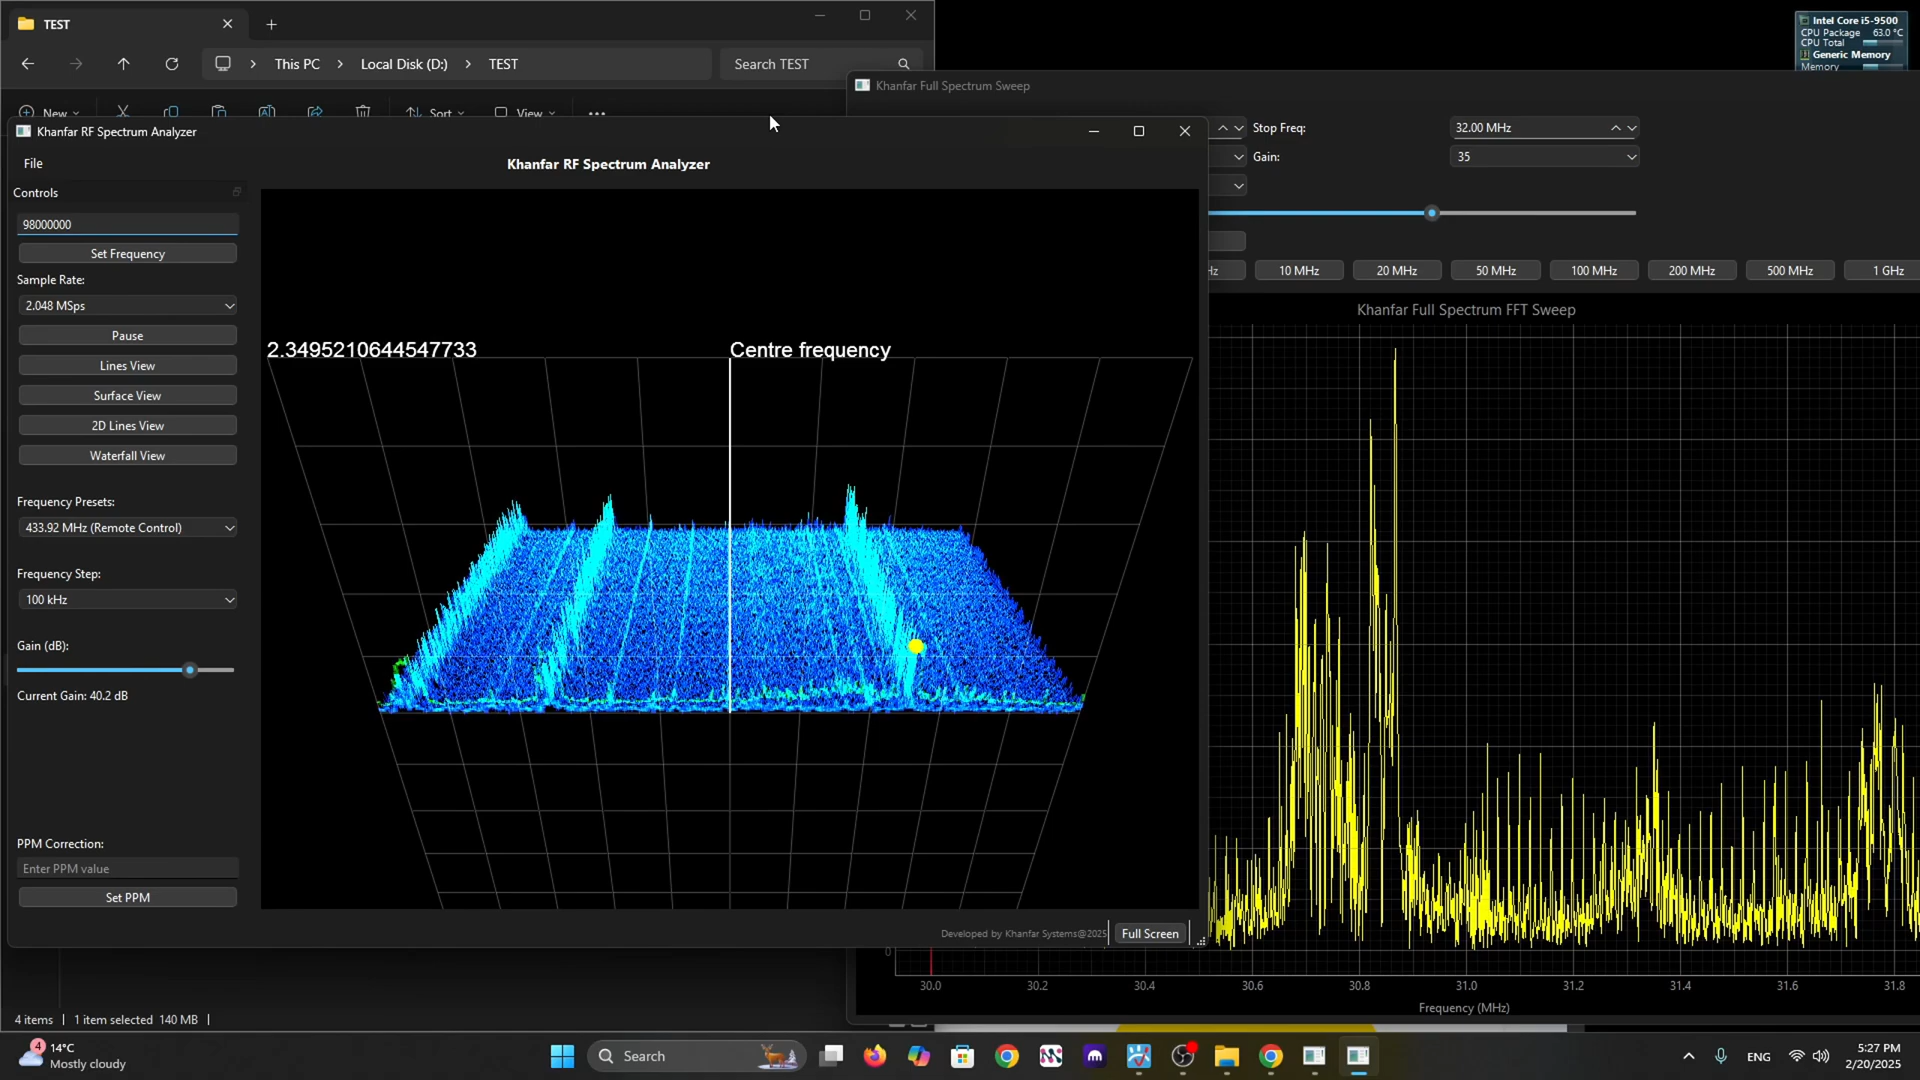 TEST
This PC
Local Disk (D:)
TEST
Search TEST
New
Sort
View
Intel Core i5-9500
CPU Package 63.0 °C
CPU Total
Generic Memory
Memory
Khanfar Full Spectrum Sweep
Stop Freq:
32.00 MHz
Gain:
35
10 MHz
20 MHz
50 MHz
100 MHz
200 MHz
500 MHz
1 GHz
Khanfar Full Spectrum FFT Sweep
Khanfar RF Spectrum Analyzer
File
Khanfar RF Spectrum Analyzer
Controls
98000000
Set Frequency
Sample Rate:
2.048 MSps
Pause
Lines View
Surface View
2D Lines View
Waterfall View
Frequency Presets:
433.92 MHz (Remote Control)
Frequency Step:
100 kHz
Gain (dB):
Current Gain: 40.2 dB
PPM Correction:
Enter PPM value
Set PPM
2.3495210644547733
Centre frequency
Developed by Khanfar Systems@2025
Full Screen
0
30.0
30.2
30.4
30.6
30.8
31.0
31.2
31.4
31.6
31.8
Frequency (MHz)
4 items
1 item selected 140 MB
4
14°C
Mostly cloudy
Search
ENG
5:27 PM
2/20/2025